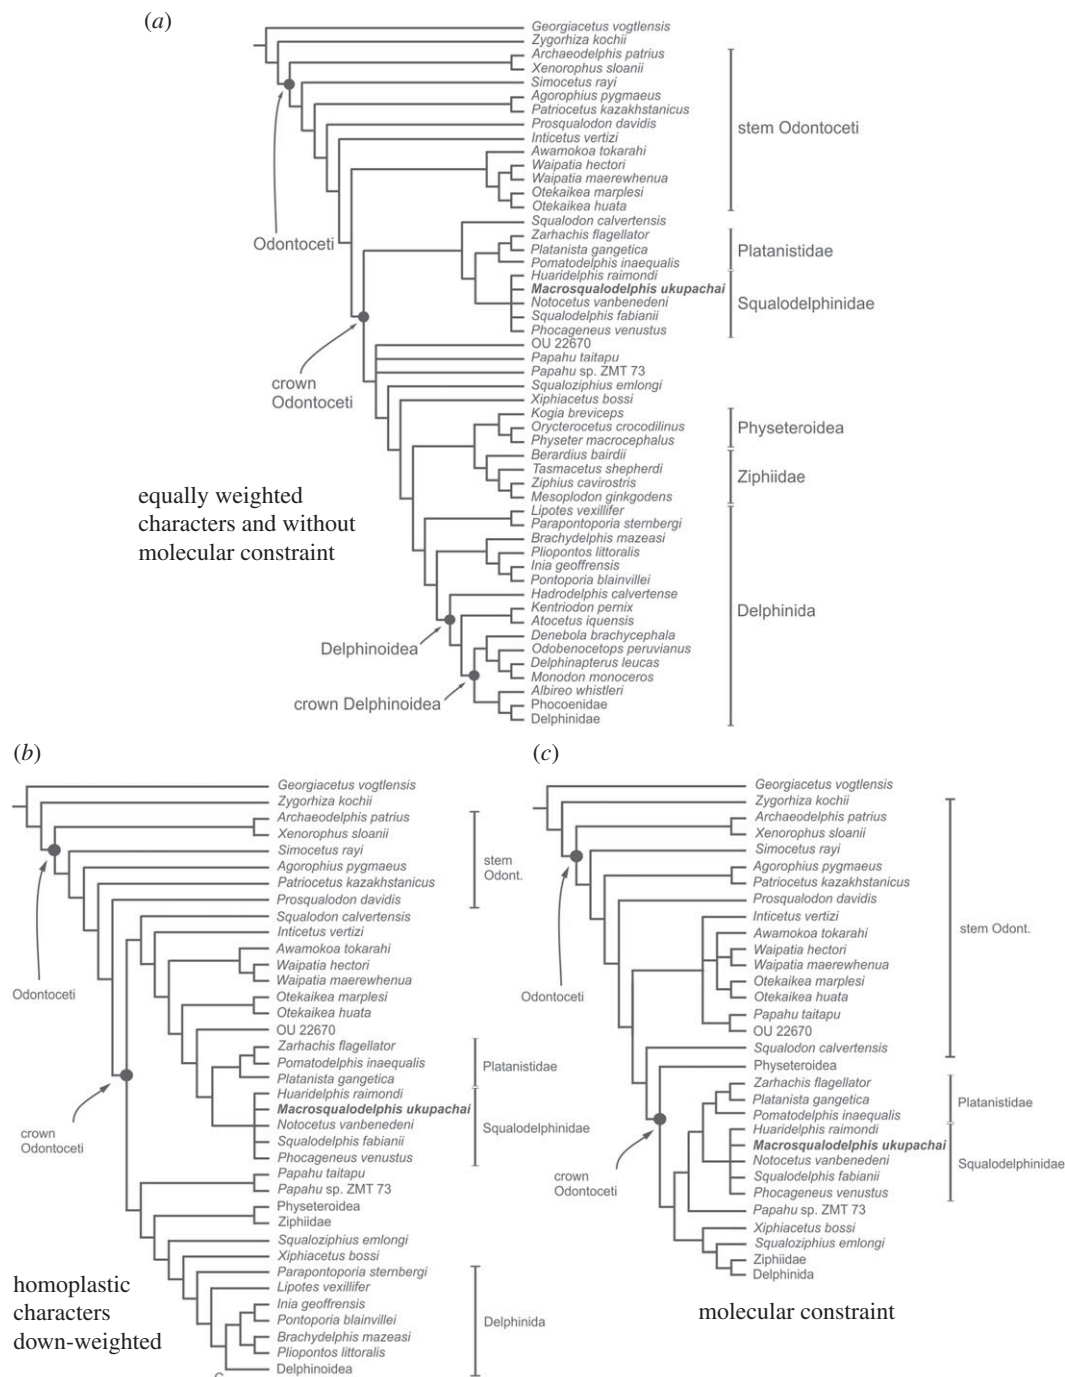 (a)
Georgiacetus vogtlensis
Zygorhiza kochii
Archaeodelphis patrius
Xenorophus sloanii
Simocetus rayi
Agorophius pygmaeus
Patriocetus kazakhstanicus
Prosqualodon davidis
stem Odontoceti
Inticetus vertizi
Awamokoa tokarahi
Waipatia hectori
Waipatia maerewhenua
Otekaikea marplesi
Otekaikea huata
Squalodon calvertensis
Zarhachis flagellator
Odontoceti
Platanista gangetica
Platanistidae
Pomatodelphis inaequalis
Huaridelphis raimondi
Macrosqualodelphis ukupachai
Notocetus vanbenedeni
Squalodelphinidae
Squalodelphis fabianii
Phocageneus venustus
OU 22670
Papahu taitapu
Papahu sp. ZMT 73
crown
Odontoceti
Squaloziphius emlongi
Xiphiacetus bossi
Kogia breviceps
Orycterocetus crocodilinus
Physeteroidea
Physeter macrocephalus
Berardius bairdii
Tasmacetus shepherdi
Ziphiidae
Ziphius cavirostris
Mesoplodon ginkgodens
equally weighted
characters and without
molecular constraint
Lipotes vexillifer
Parapontoporia sternbergi
Brachydelphis mazeasi
Pliopontos littoralis
Inia geoffrensis
Pontoporia blainvillei
Hadrodelphis calvertense
Kentriodon pernix
Delphinida
Atocetus iquensis
Denebola brachycephala
Delphinoidea
Odobenocetops peruvianus
Delphinapterus leucas
Monodon monoceros
Albireo whistleri
crown Delphinoidea
Phocoenidae
Delphinidae
(b)
Georgiacetus vogtlensis
Zygorhiza kochii
Archaeodelphis patrius
Xenorophus sloanii
Simocetus rayi
Agorophius pygmaeus
stem
Odont.
Patriocetus kazakhstanicus
Prosqualodon davidis
Squalodon calvertensis
Inticetus vertizi
Awamokoa tokarahi
Waipatia hectori
Waipatia maerewhenua
Odontoceti
Otekaikea marplesi
Otekaikea huata
OU 22670
Zarhachis flagellator
Pomatodelphis inaequalis
Platanistidae
Platanista gangetica
Huaridelphis raimondi
Macrosqualodelphis ukupachai
Notocetus vanbenedeni
Squalodelphinidae
Squalodelphis fabianii
Phocageneus venustus
crown
Odontoceti
Papahu taitapu
Papahu sp. ZMT 73
Physeteroidea
Ziphiidae
Squaloziphius emlongi
Xiphiacetus bossi
Parapontoporia sternbergi
Lipotes vexillifer
Inia geoffrensis
Pontoporia blainvillei
Delphinida
Brachydelphis mazeasi
Pliopontos littoralis
Delphinoidea
homoplastic
characters
down-weighted
(c)
Georgiacetus vogtlensis
Zygorhiza kochii
Archaeodelphis patrius
Xenorophus sloanii
Simocetus rayi
Agorophius pygmaeus
Patriocetus kazakhstanicus
Prosqualodon davidis
Inticetus vertizi
stem Odont.
Awamokoa tokarahi
Waipatia hectori
Waipatia maerewhenua
Otekaikea marplesi
Otekaikea huata
Odontoceti
Papahu taitapu
OU 22670
Squalodon calvertensis
Physeteroidea
Zarhachis flagellator
Platanista gangetica
Platanistidae
Pomatodelphis inaequalis
Huaridelphis raimondi
Macrosqualodelphis ukupachai
Notocetus vanbenedeni
Squalodelphinidae
Squalodelphis fabianii
Phocageneus venustus
crown
Odontoceti
Papahu sp. ZMT 73
Xiphiacetus bossi
Squaloziphius emlongi
Ziphiidae
Delphinida
molecular constraint